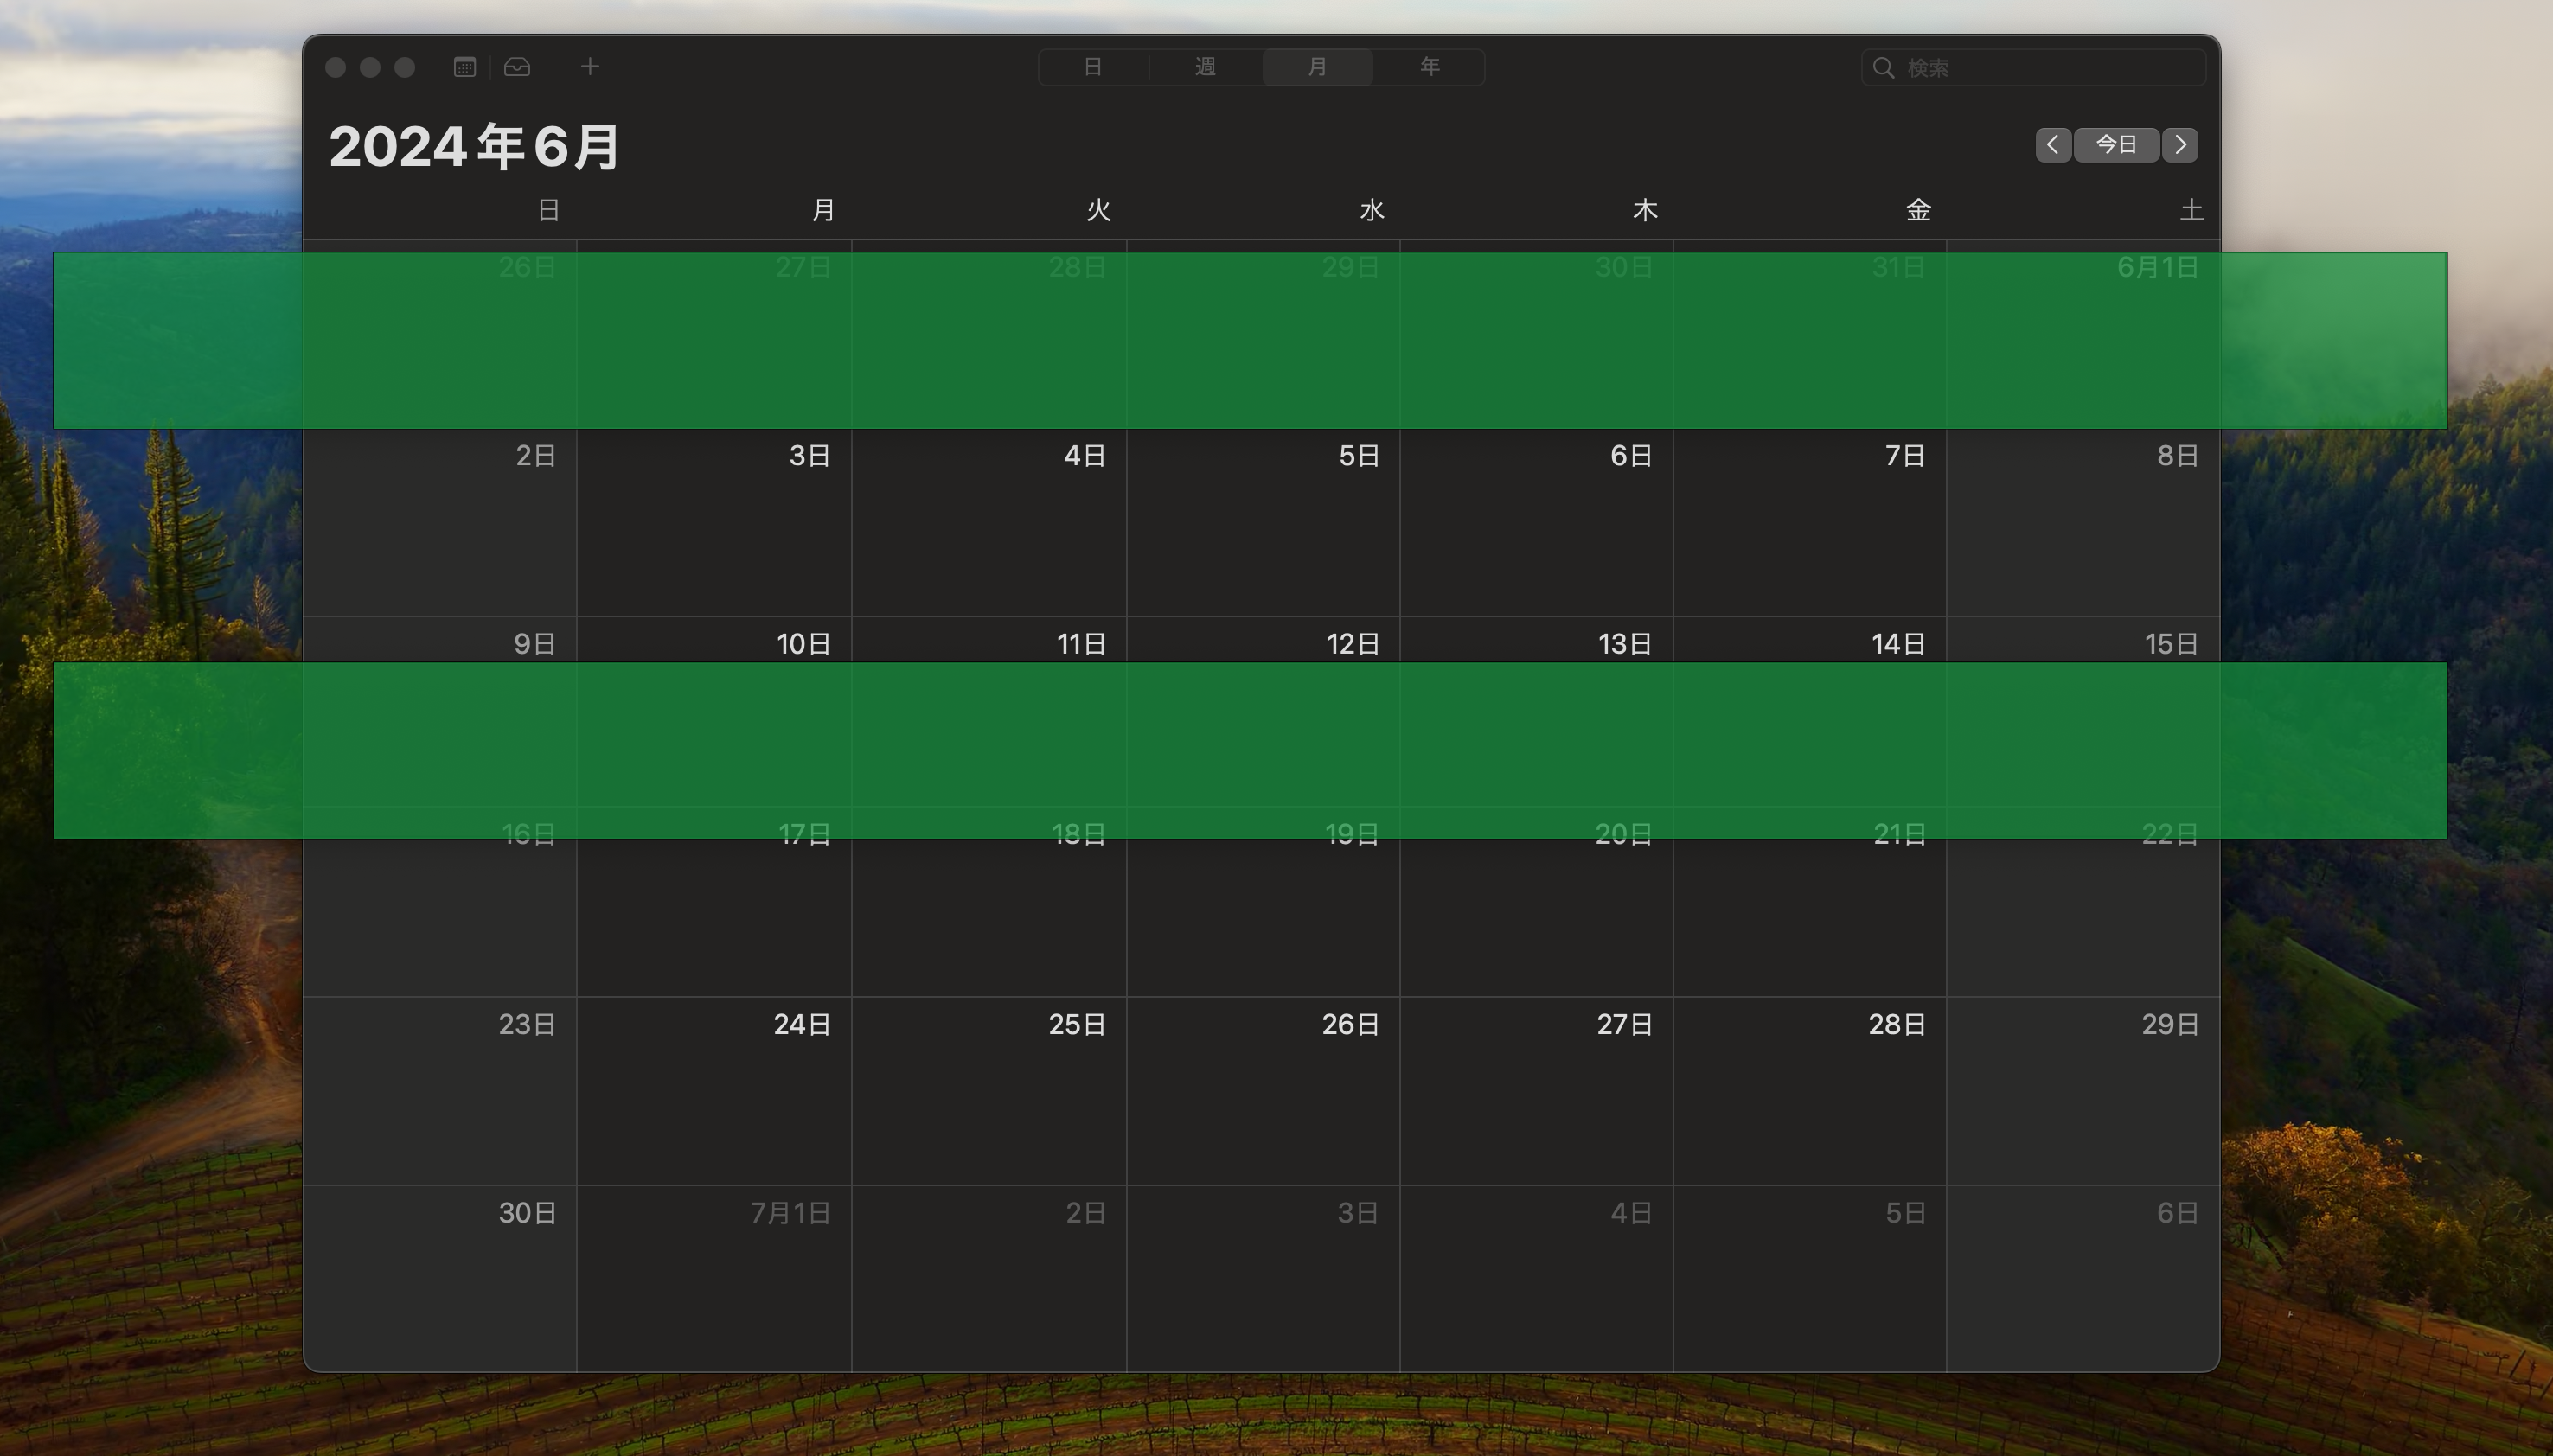 日 週 月 年 検索
2024年6月 今日
日 月 火 水 木 金 土
26日 27日 28日 29日 30日 31日 6月1日
2日 3日 4日 5日 6日 7日 8日
9日 10日 11日 12日 13日 14日 15日
16日 17日 18日 19日 20日 21日 22日
23日 24日 25日 26日 27日 28日 29日
30日 7月1日 2日 3日 4日 5日 6日